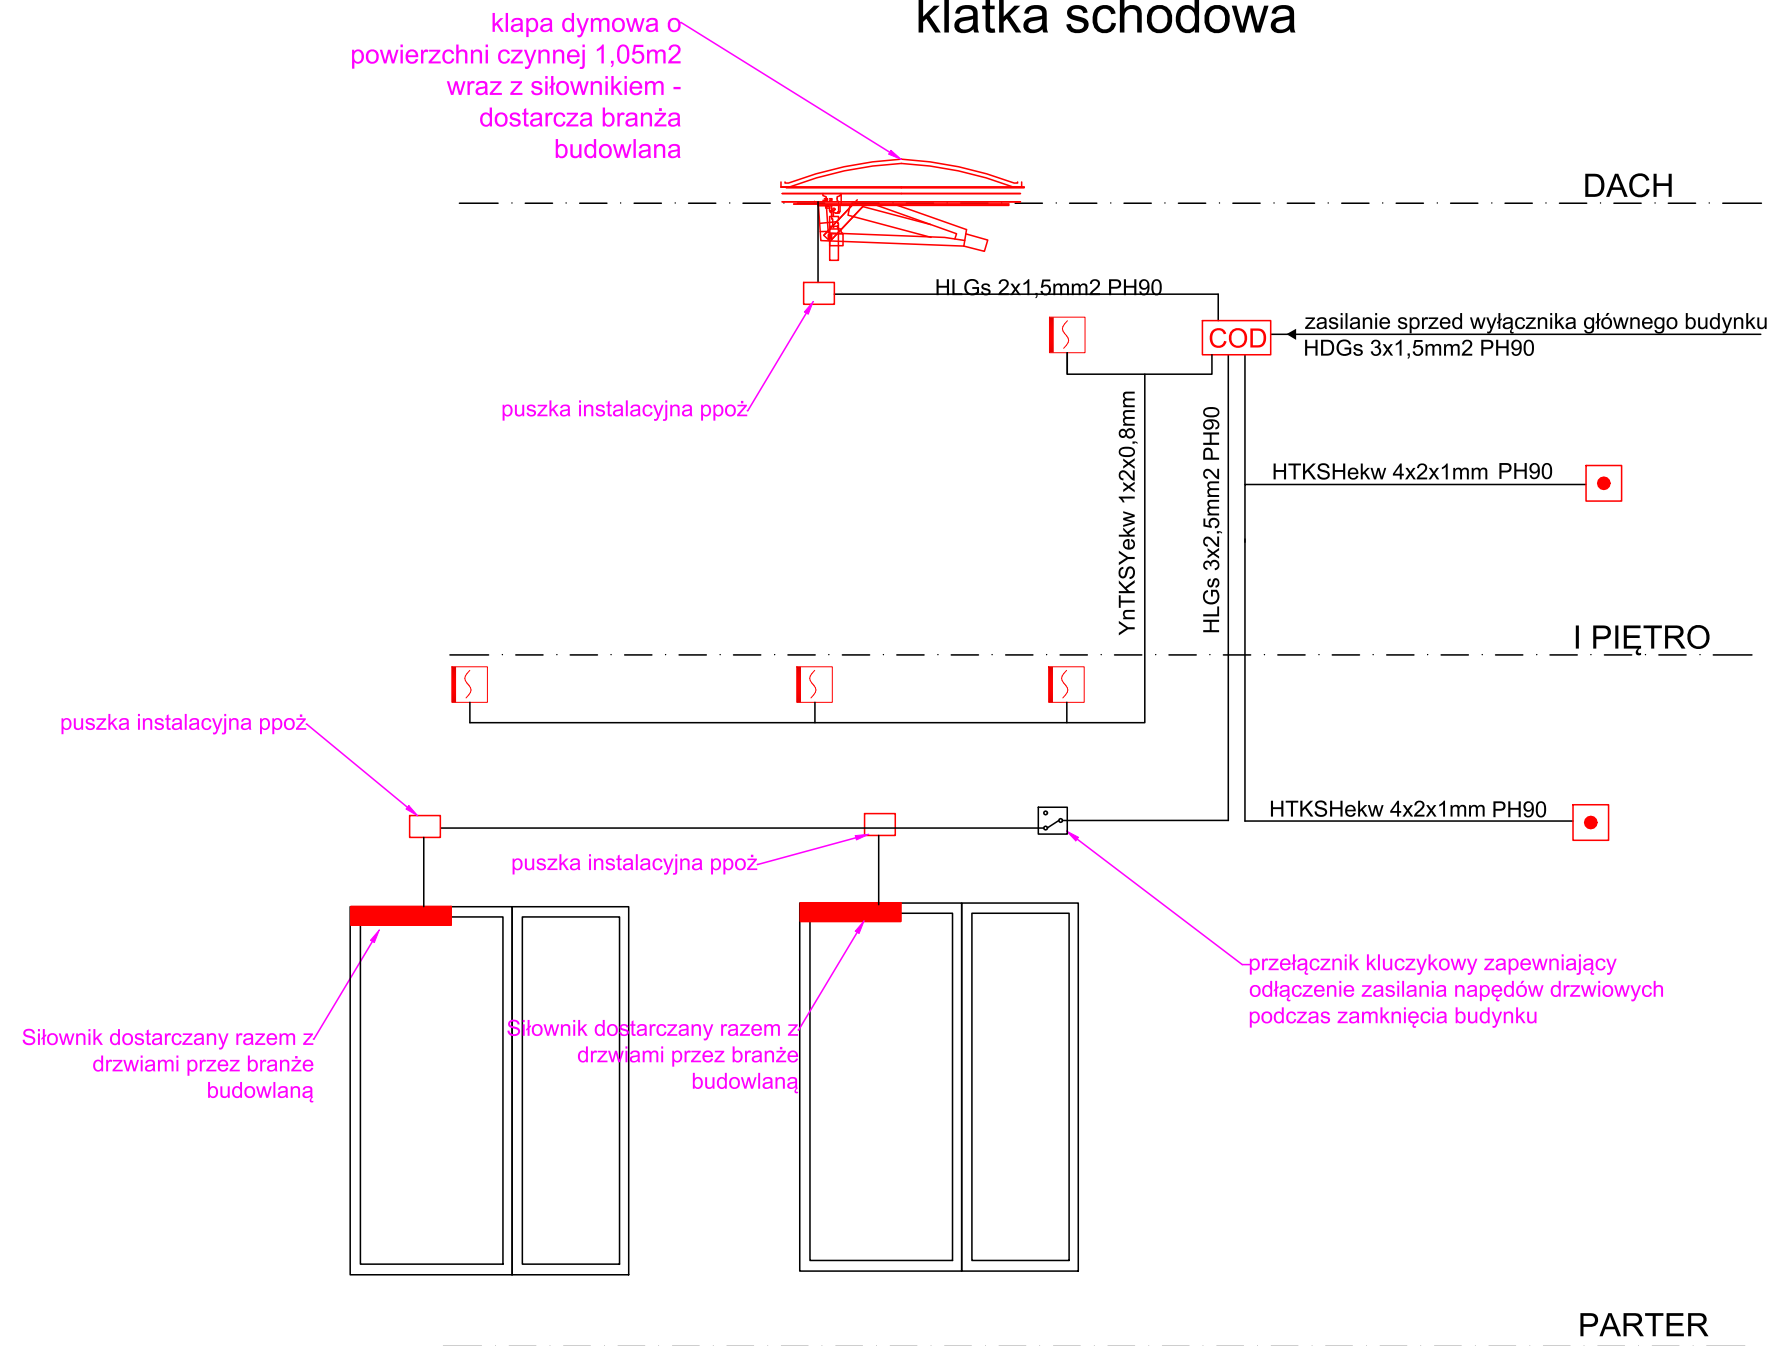 klatka schodowa
klapa dymowa o
powierzchni czynnej 1,05m2
wraz z siłownikiem -
dostarcza branża
budowlana
DACH
HLGs 2x1,5mm2 PH90
COD
zasilanie sprzed wyłącznika głównego budynku
HDGs 3x1,5mm2 PH90
puszka instalacyjna ppoż
YnTKSYekw 1x2x0,8mm
HLGs 3x2,5mm2 PH90
HTKSHekw 4x2x1mm PH90
I PIĘTRO
puszka instalacyjna ppoż
HTKSHekw 4x2x1mm PH90
puszka instalacyjna ppoż
przełącznik kluczykowy zapewniający
odłączenie zasilania napędów drzwiowych
podczas zamknięcia budynku
Siłownik dostarczany razem z
drzwiami przez branże
budowlaną
Siłownik dostarczany razem z
drzwiami przez branże
budowlaną
PARTER